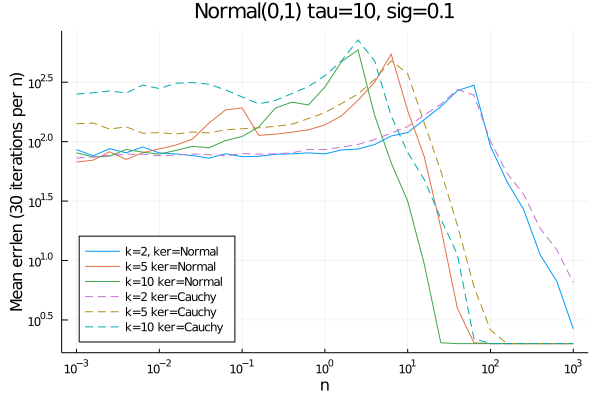 Normal(0,1) tau=10, sig=0.1
Mean errlen (30 iterations per n)
10^2.5
10^2.0
10^1.5
10^1.0
10^0.5
k=2, ker=Normal
k=5 ker=Normal
k=10 ker=Normal
k=2 ker=Cauchy
k=5 ker=Cauchy
k=10 ker=Cauchy
10^−3 10^−2 10^−1 10^0 10^1 10^2 10^3
n